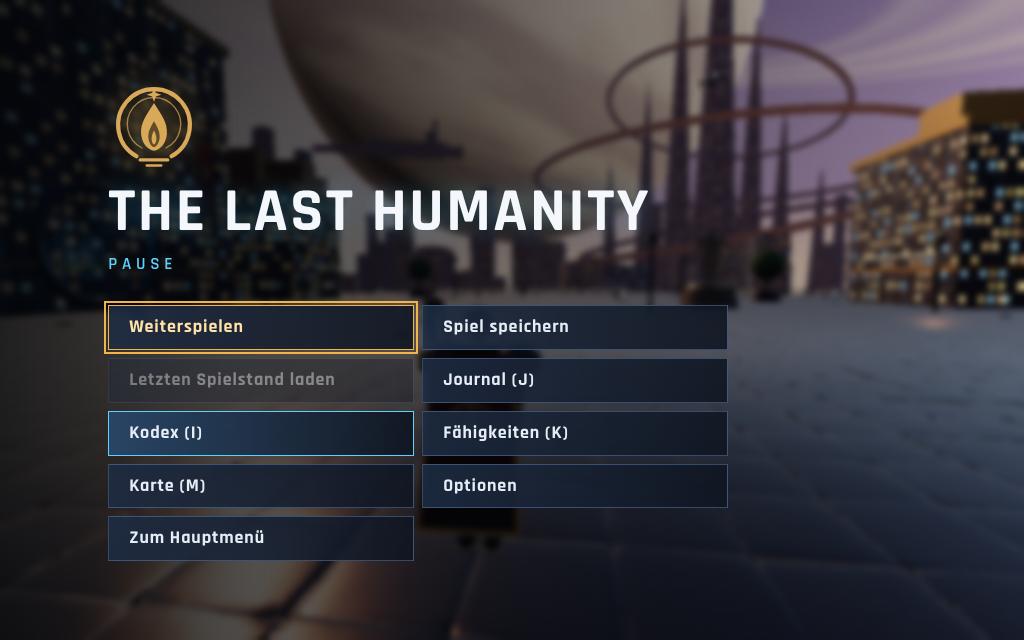 THE LAST HUMANITY
PAUSE
Weiterspielen
Spiel speichern
Letzten Spielstand laden
Journal (J)
Kodex (I)
Fähigkeiten (K)
Karte (M)
Optionen
Zum Hauptmenü